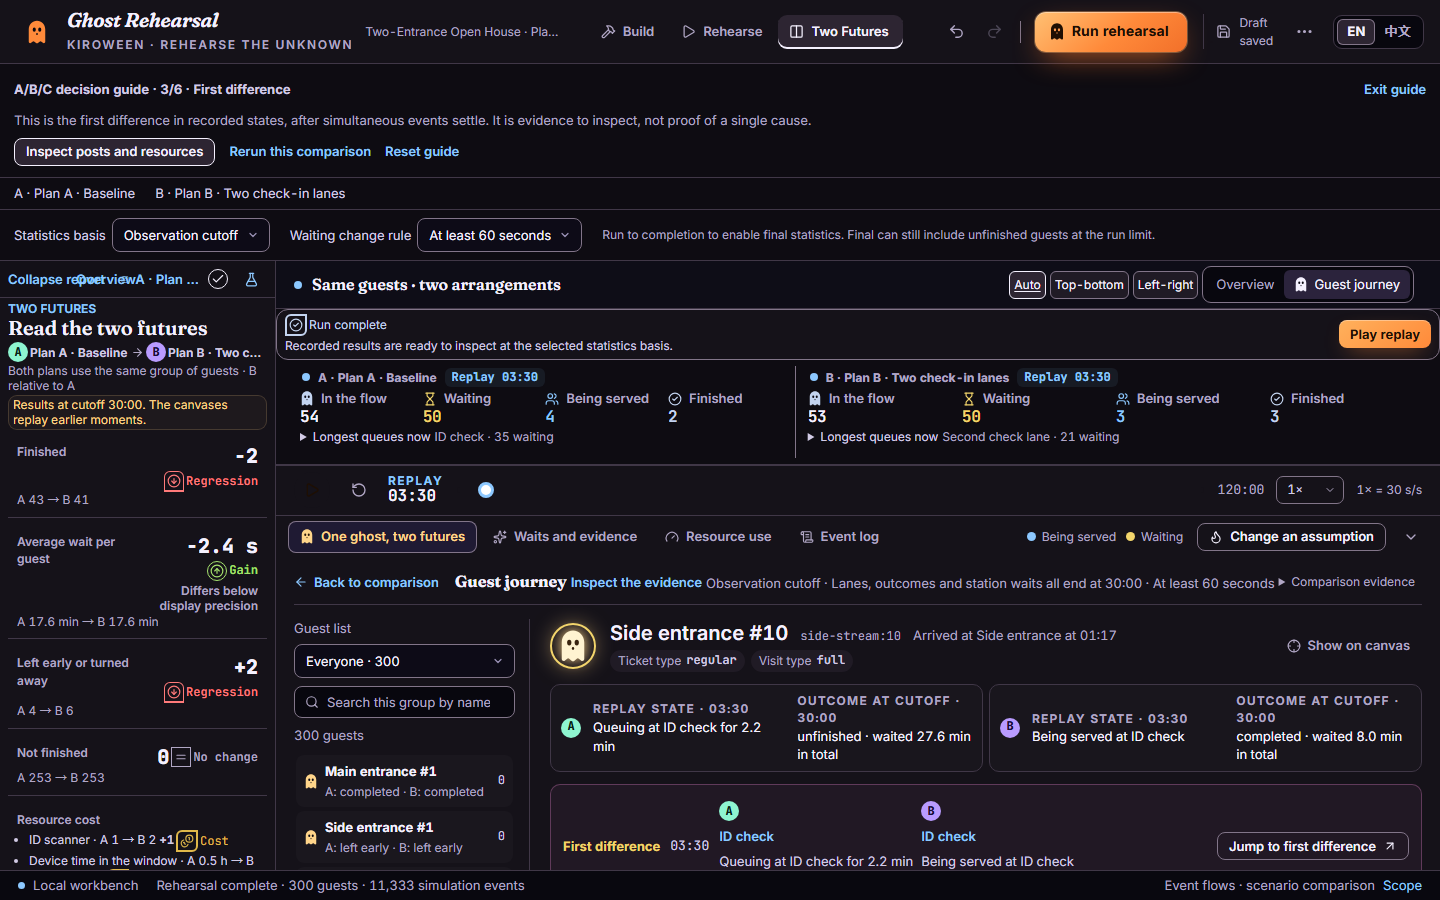 Ghost Rehearsal
KIROWEEN · REHEARSE THE UNKNOWN
Two-Entrance Open House · Pla...
Build
Rehearse
Two Futures
Run rehearsal
Draft saved
EN
中文
A/B/C decision guide · 3/6 · First difference
Exit guide
This is the first difference in recorded states, after simultaneous events settle. It is evidence to inspect, not proof of a single cause.
Inspect posts and resources
Rerun this comparison
Reset guide
A · Plan A · Baseline
B · Plan B · Two check-in lanes
Statistics basis
Observation cutoff
Waiting change rule
At least 60 seconds
Run to completion to enable final statistics. Final can still include unfinished guests at the run limit.
Collapse report
Overview
A · Plan ...
TWO FUTURES
Read the two futures
A Plan A · Baseline → B Plan B · Two c...
Both plans use the same group of guests · B
relative to A
Results at cutoff 30:00. The canvases
replay earlier moments.
Finished
-2
Regression
A 43 → B 41
Average wait per
guest
-2.4 s
Gain
Differs below
display precision
A 17.6 min → B 17.6 min
Left early or turned
away
+2
Regression
A 4 → B 6
Not finished
0
No change
A 253 → B 253
Resource cost
• ID scanner · A 1 → B 2 +1 Cost
• Device time in the window · A 0.5 h → B
Same guests · two arrangements
Auto
Top-bottom
Left-right
Overview
Guest journey
Run complete
Recorded results are ready to inspect at the selected statistics basis.
Play replay
A · Plan A · Baseline
Replay 03:30
In the flow
54
Waiting
50
Being served
4
Finished
2
Longest queues now ID check · 35 waiting
B · Plan B · Two check-in lanes
Replay 03:30
In the flow
53
Waiting
50
Being served
3
Finished
3
Longest queues now Second check lane · 21 waiting
REPLAY
03:30
120:00
1×
1× = 30 s/s
One ghost, two futures
Waits and evidence
Resource use
Event log
Being served
Waiting
Change an assumption
Back to comparison
Guest journey
Inspect the evidence
Observation cutoff · Lanes, outcomes and station waits all end at 30:00 · At least 60 seconds
Comparison evidence
Guest list
Everyone · 300
Search this group by name
300 guests
Main entrance #1
A: completed · B: completed
0
Side entrance #1
A: left early · B: left early
0
Side entrance #10
side-stream:10
Arrived at Side entrance at 01:17
Ticket type regular
Visit type full
Show on canvas
A
REPLAY STATE · 03:30
Queuing at ID check for 2.2
min
OUTCOME AT CUTOFF ·
30:00
unfinished · waited 27.6 min
in total
B
REPLAY STATE · 03:30
Being served at ID check
OUTCOME AT CUTOFF ·
30:00
completed · waited 8.0 min
in total
First difference
03:30
A
ID check
Queuing at ID check for 2.2 min
B
ID check
Being served at ID check
Jump to first difference
Local workbench
Rehearsal complete · 300 guests · 11,333 simulation events
Event flows · scenario comparison
Scope